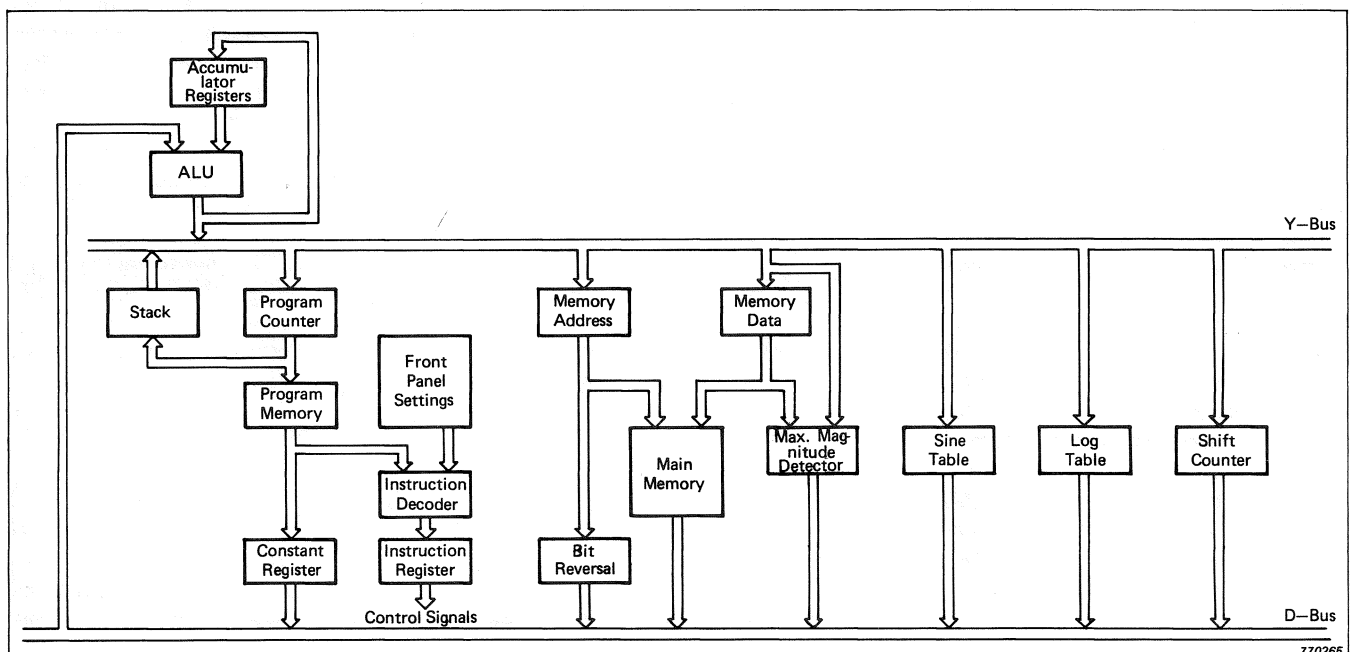 Accumu-
lator
Registers
ALU
Y–Bus
Stack
Program
Counter
Memory
Address
Memory
Data
Front
Panel
Settings
Program
Memory
Main
Memory
Max. Mag-
nitude
Detector
Sine
Table
Log
Table
Shift
Counter
Instruction
Decoder
Constant
Register
Instruction
Register
Bit
Reversal
Control Signals
D–Bus
770265